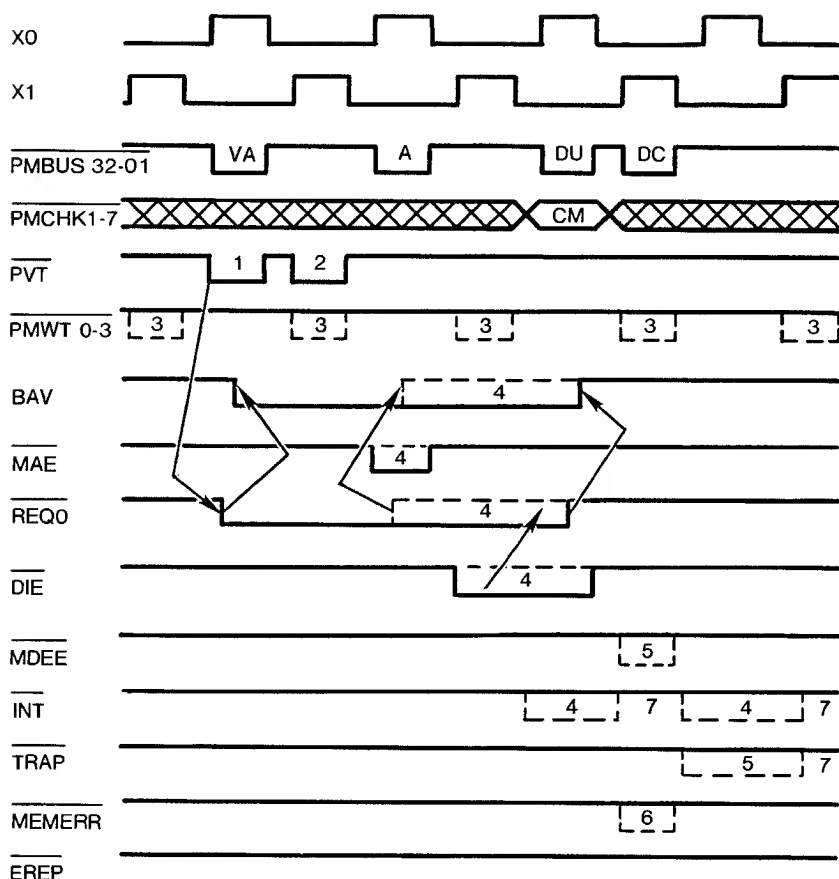 X0
X1
PMBUS 32-01 VA A DU DC
PMCHK1-7 CM
PVT 1 2
PMWT 0-3 3 3 3 3 3
BAV 4
MAE 4
REQ0 4
DIE 4
MDEE 5
INT 4 7 4 7
TRAP 5 7
MEMERR 6
EREP